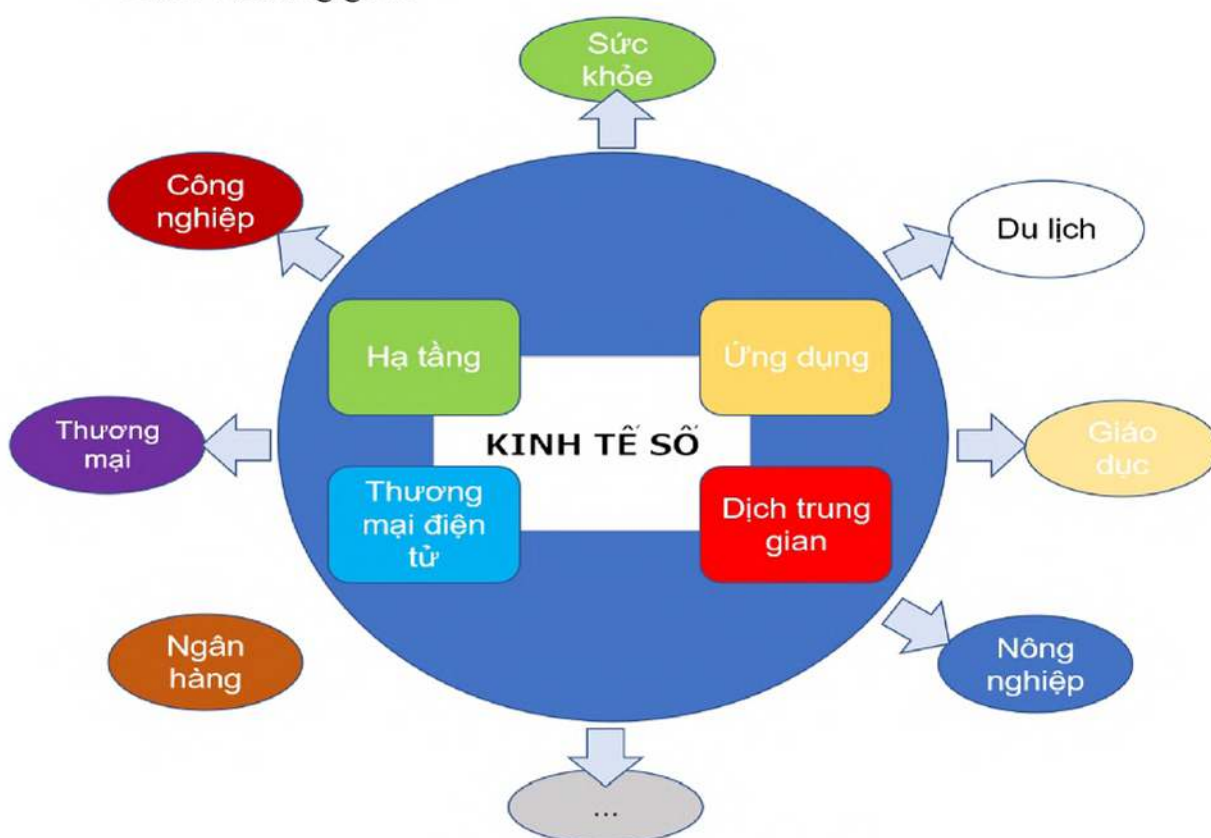 Sức
khỏe
Công
nghiệp
Du lịch
Hạ tầng
Ứng dụng
Thương
mại
KINH TẾ SỐ
Giáo
dục
Thương
mại điện
tử
Dịch trung
gian
Ngân
hàng
Nông
nghiệp
...